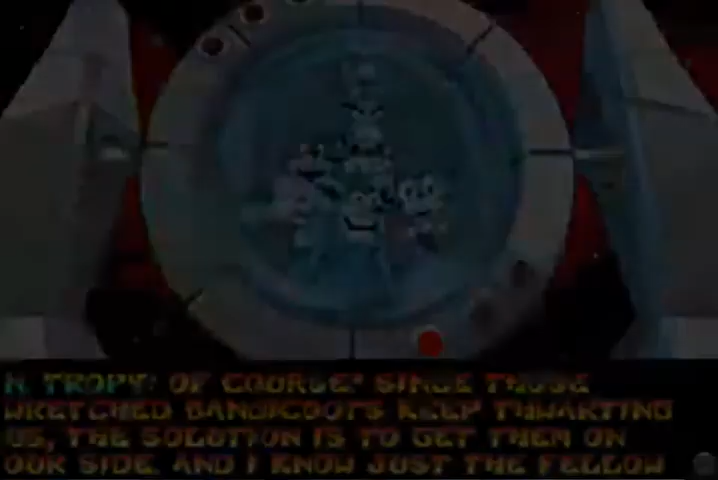 N. TROPY: OF COURSE! SINCE THOSE
WRETCHED BANDICOOTS KEEP THWARTING
US, THE SOLUTION IS TO GET THEM ON
OUR SIDE. AND I KNOW JUST THE FELLOW